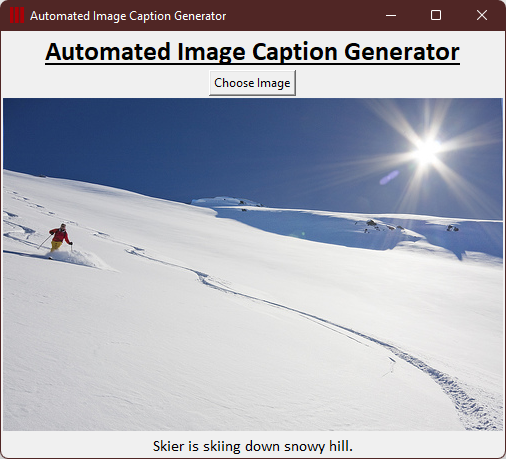 Automated Image Caption Generator
Automated Image Caption Generator
Choose Image
Skier is skiing down snowy hill.